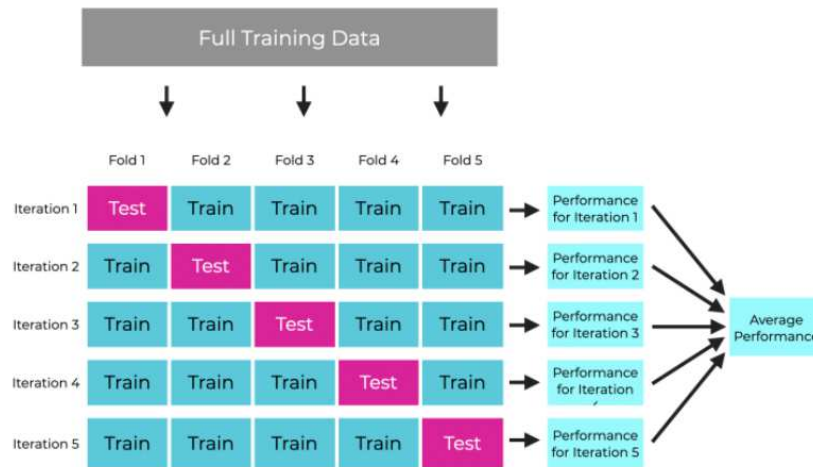 Full Training Data
Fold 1 Fold 2 Fold 3 Fold 4 Fold 5
Iteration 1 Test Train Train Train Train Performance for Iteration 1
Iteration 2 Train Test Train Train Train Performance for Iteration 2
Iteration 3 Train Train Test Train Train Performance for Iteration 3
Average Performance
Iteration 4 Train Train Train Test Train Performance for Iteration
Iteration 5 Train Train Train Train Test Performance for Iteration 5